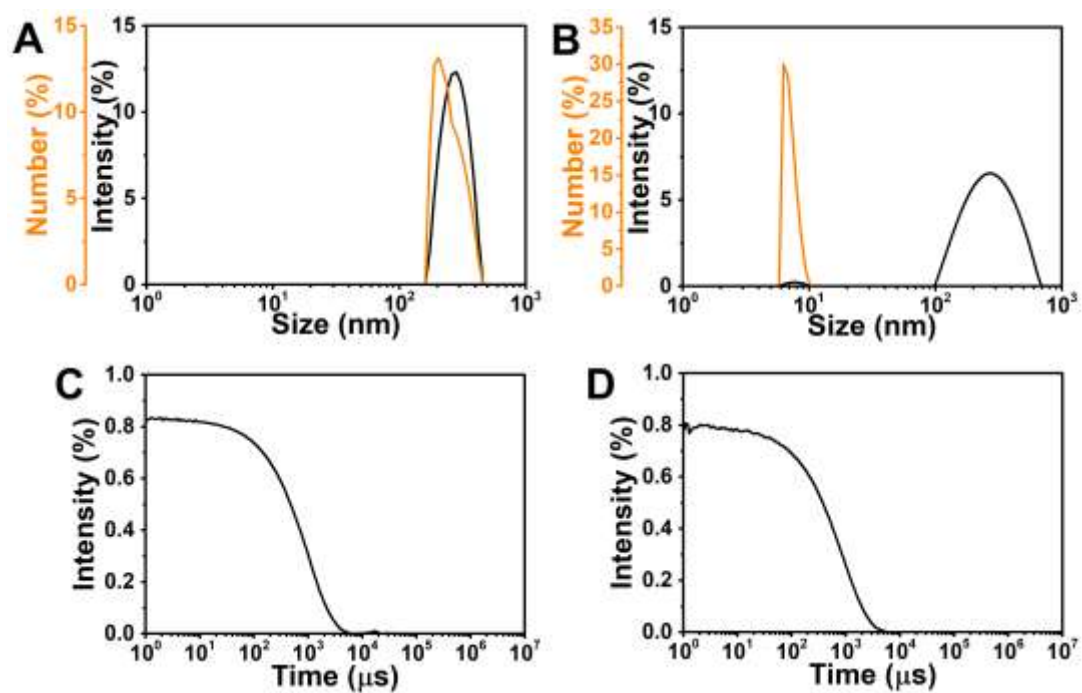 A
15
10
5
0
Number (%)
15
10
5
0
Intensity (%)
10⁰ 10¹ 10² 10³
Size (nm)
B
35
30
25
20
15
10
5
0
Number (%)
15
10
5
0
Intensity (%)
10⁰ 10¹ 10² 10³
Size (nm)
C
1.0
0.8
0.6
0.4
0.2
0.0
Intensity (%)
10⁰ 10¹ 10² 10³ 10⁴ 10⁵ 10⁶ 10⁷
Time (μs)
D
1.0
0.8
0.6
0.4
0.2
0.0
Intensity (%)
10⁰ 10¹ 10² 10³ 10⁴ 10⁵ 10⁶ 10⁷
Time (μs)